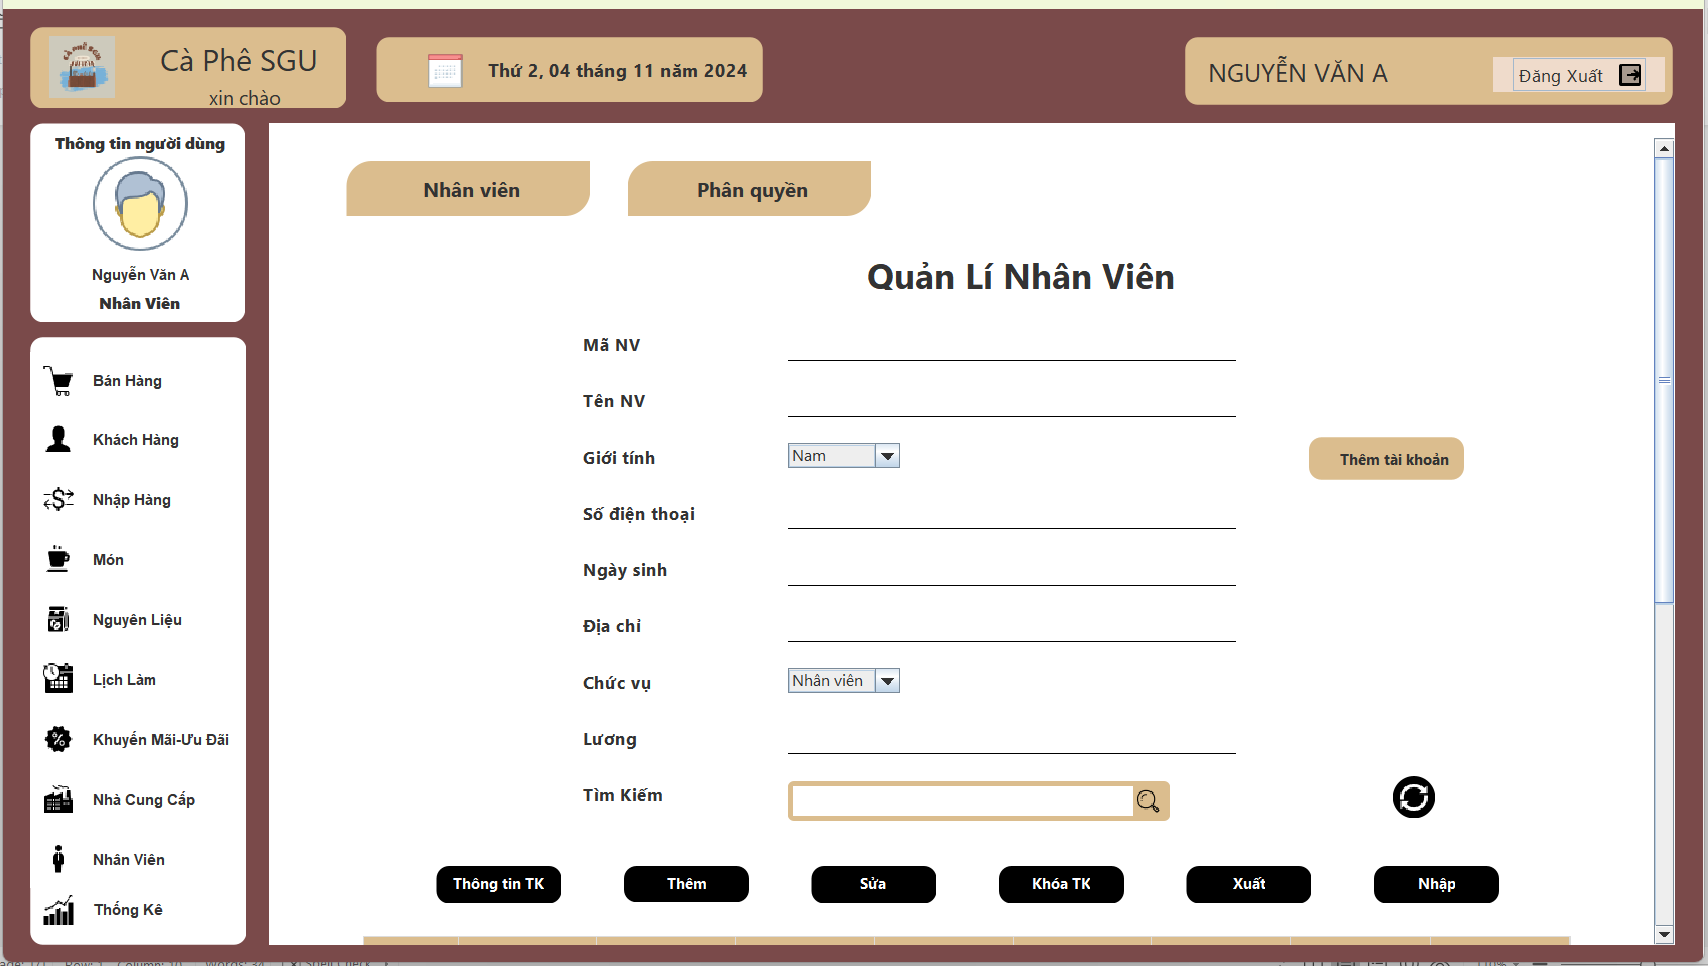 Cà Phê SGU
xin chào
Thứ 2, 04 tháng 11 năm 2024
NGUYỄN VĂN A
Đăng Xuất
Thông tin người dùng
Nguyễn Văn A
Nhân Viên
Bán Hàng
Khách Hàng
Nhập Hàng
Món
Nguyên Liệu
Lịch Làm
Khuyến Mãi-Ưu Đãi
Nhà Cung Cấp
Nhân Viên
Thống Kê
Nhân viên
Phân quyền
Quản Lí Nhân Viên
Mã NV
Tên NV
Giới tính
Nam
Thêm tài khoản
Số điện thoại
Ngày sinh
Địa chỉ
Chức vụ
Nhân viên
Lương
Tìm Kiếm
Thông tin TK
Thêm
Sửa
Khóa TK
Xuất
Nhập